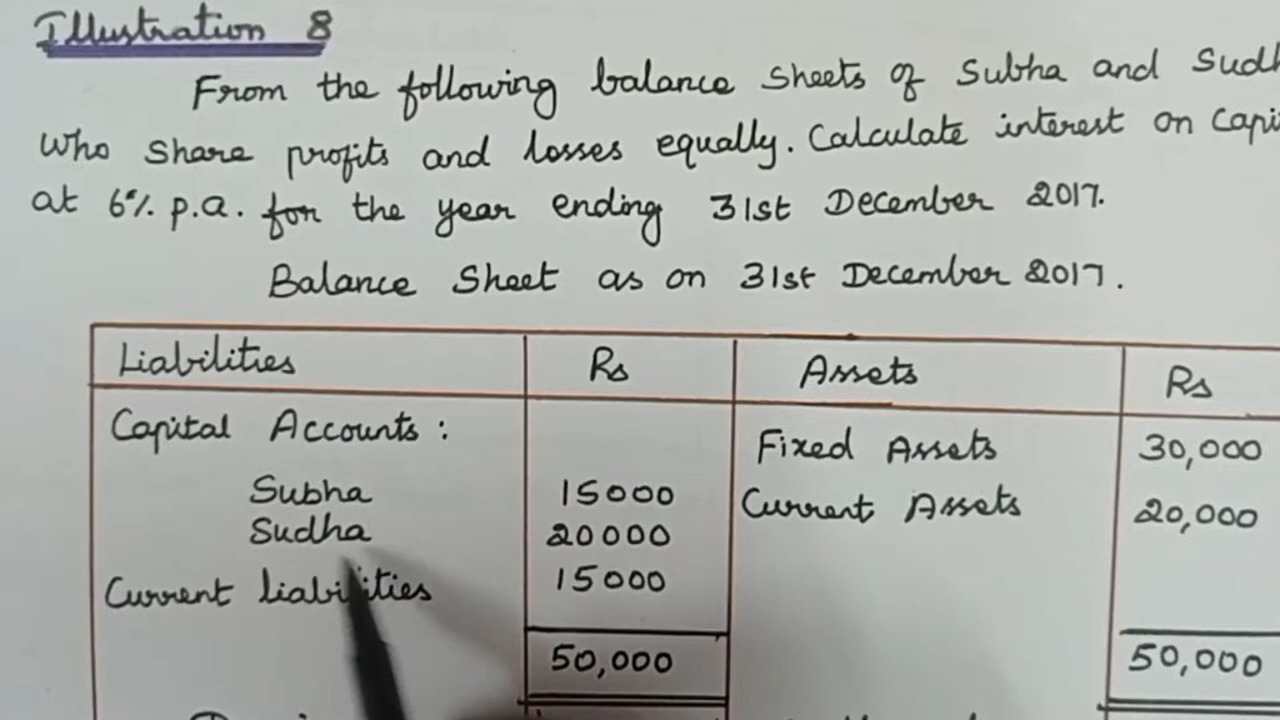 Illustration 8
From the following balance sheets of Subha and Sudh
who share profits and losses equally. Calculate interest on Capi
at 6% p.a. for the year ending 31st December 2017.
Balance Sheet as on 31st December 2017.
Liabilities Rs Assets Rs
Capital Accounts : Fixed Assets 30,000
Subha 15000 Current Assets 20,000
Sudha 20000
Current liabilities 15000
50,000 50,000